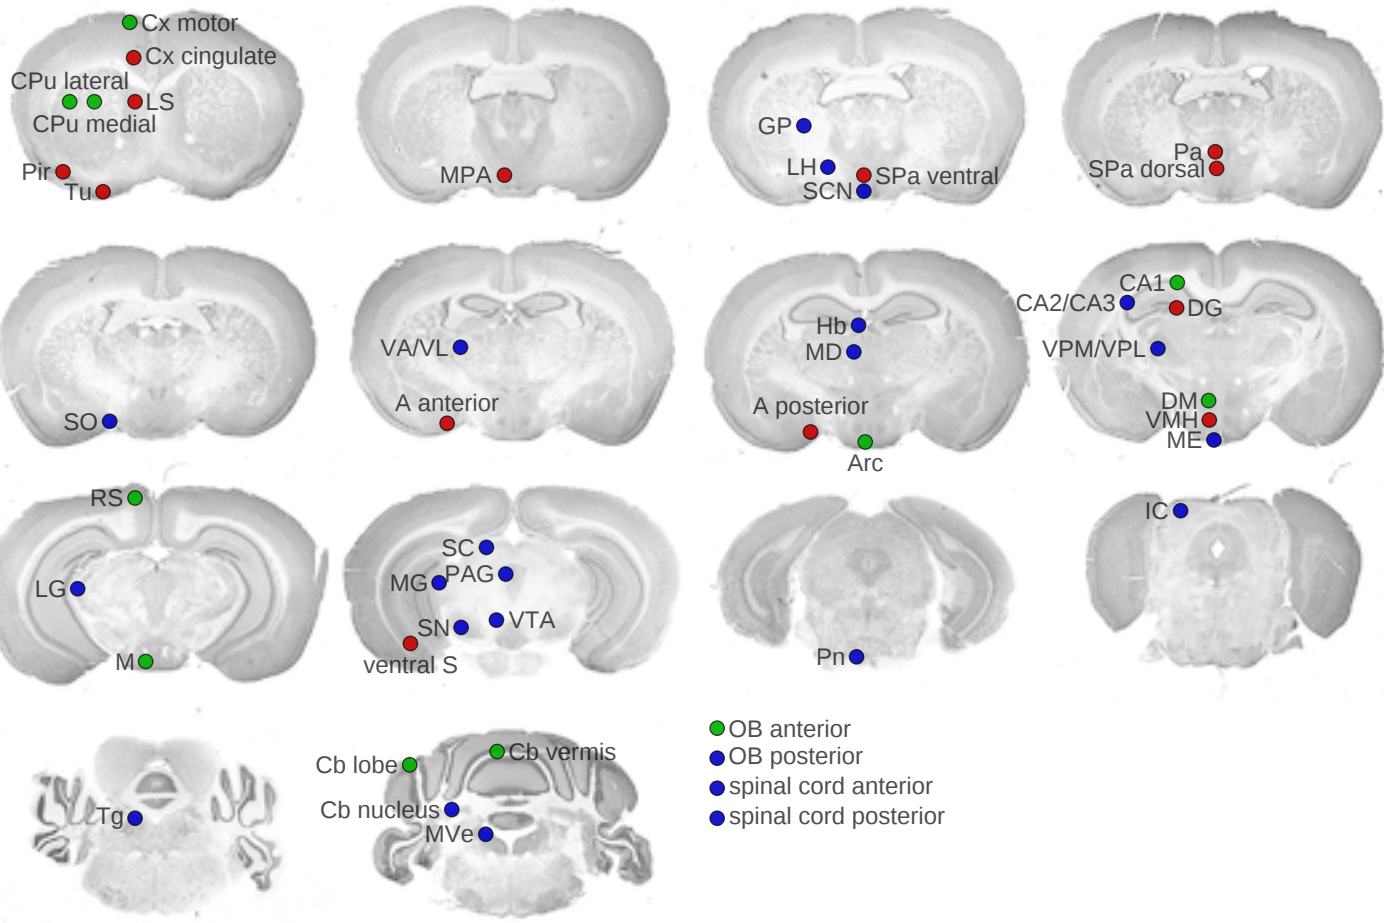 Cx motor
Cx cingulate
CPu lateral
LS
CPu medial
Pir
Tu
MPA
GP
LH
SPa ventral
SCN
Pa
SPa dorsal
SO
VA/VL
A anterior
Hb
MD
A posterior
Arc
CA1
CA2/CA3
DG
VPM/VPL
DM
VMH
ME
RS
LG
M
SC
MG
PAG
SN
VTA
ventral S
Pn
IC
Tg
Cb lobe
Cb vermis
Cb nucleus
MVe
OB anterior
OB posterior
spinal cord anterior
spinal cord posterior